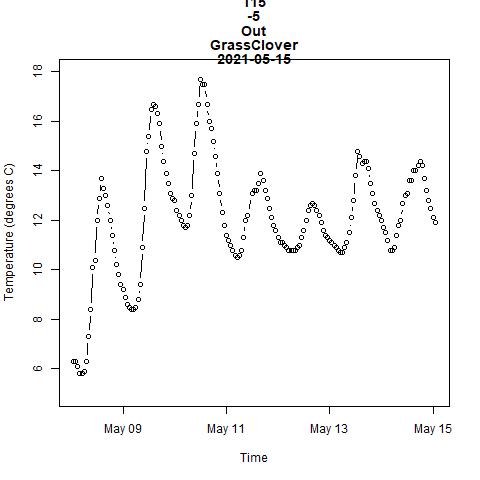 T15
-5
Out
GrassClover
2021-05-15
Temperature (degrees C)
18
16
14
12
10
8
6
May 09
May 11
May 13
May 15
Time